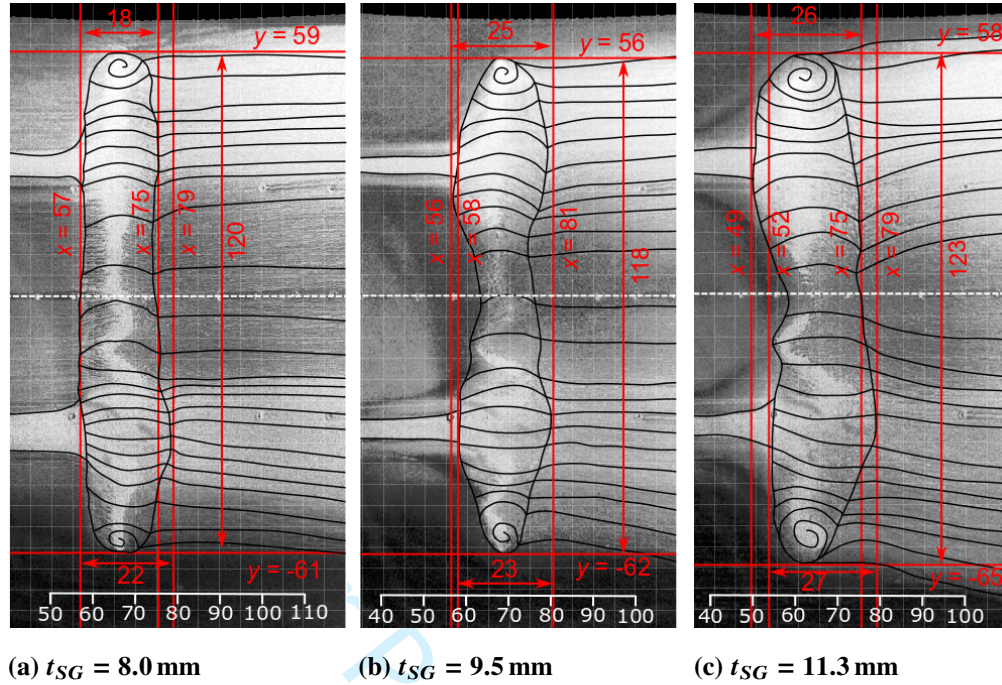 18
y = 59
x = 57
x = 75
x = 79
120
22
y = -61
50 60 70 80 90 100 110
25
y = 56
x = 56
x = 58
x = 81
118
23
y = -62
40 50 60 70 80 90 100
26
y = 58
x = 49
x = 52
x = 75
x = 79
123
27
y = -65
40 50 60 70 80 100
(a) tSG = 8.0 mm
(b) tSG = 9.5 mm
(c) tSG = 11.3 mm